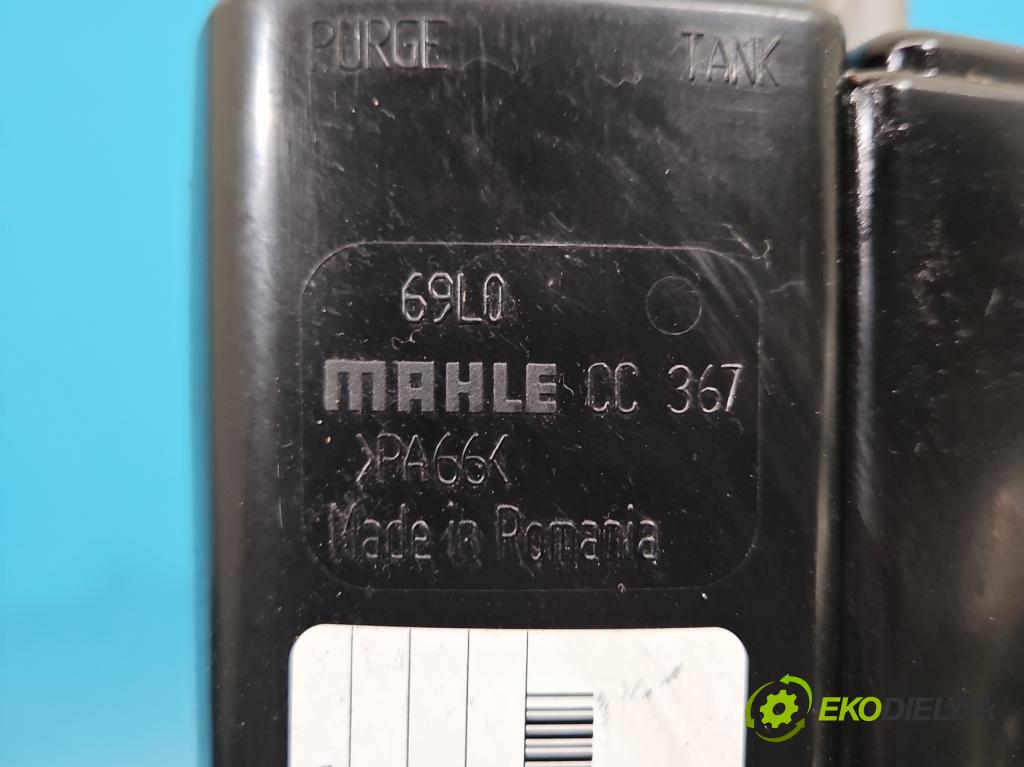 PURGE TANK
69L0
MAHLE CC 367
>PA66<
Made in Romania
EKODIELY.SK